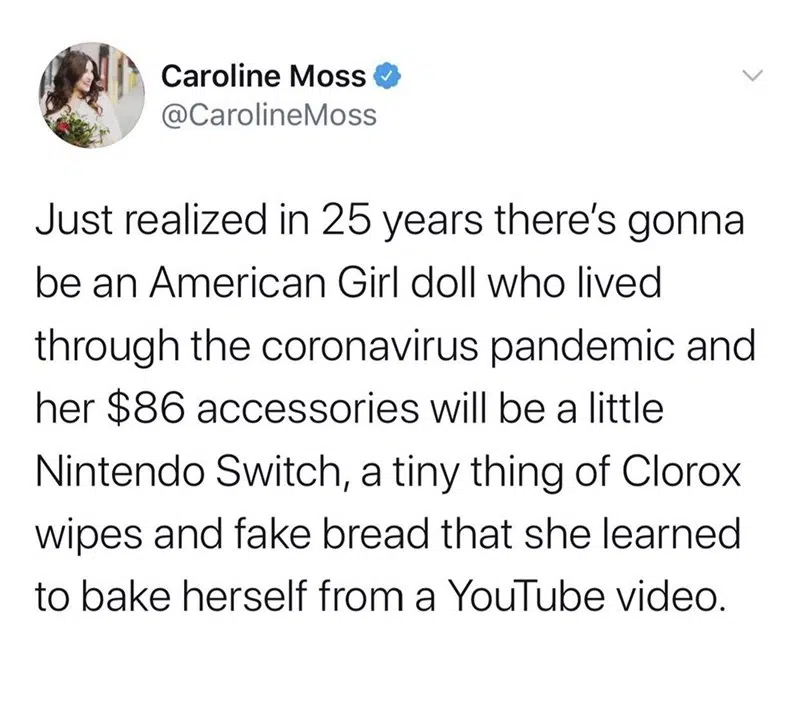 Caroline Moss
@CarolineMoss
Just realized in 25 years there's gonna
be an American Girl doll who lived
through the coronavirus pandemic and
her $86 accessories will be a little
Nintendo Switch, a tiny thing of Clorox
wipes and fake bread that she learned
to bake herself from a YouTube video.